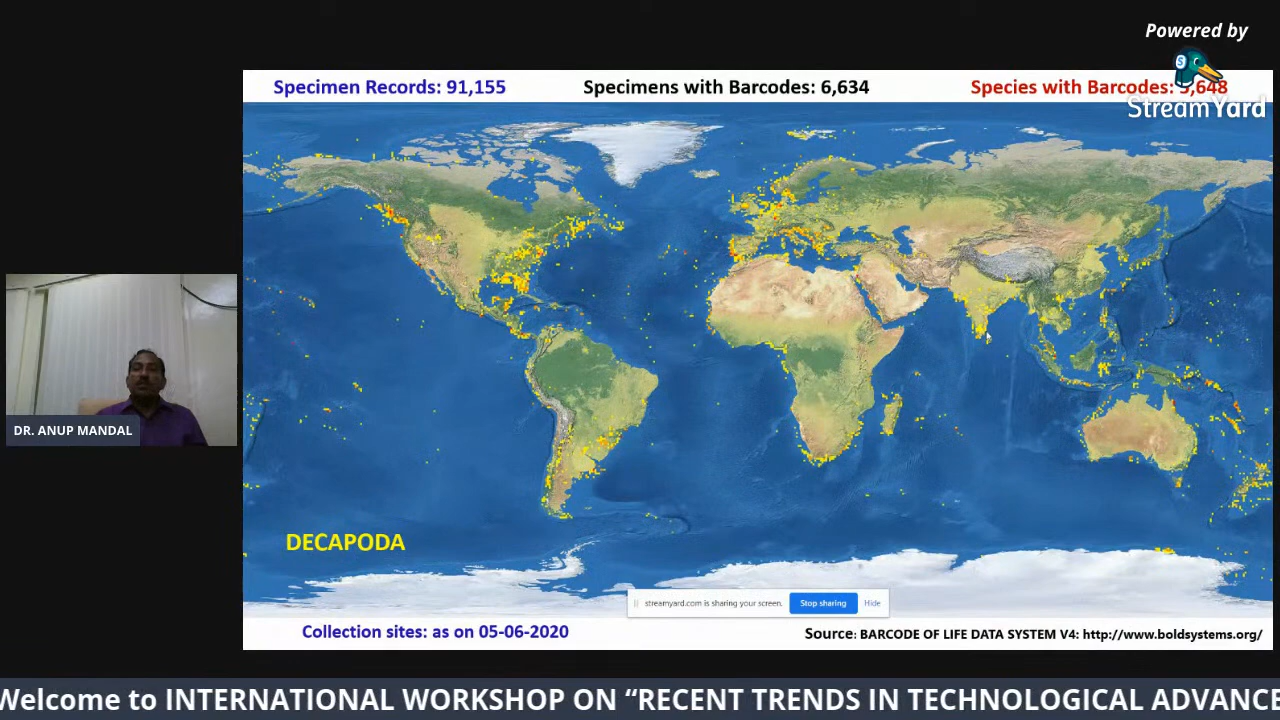 Powered by
StreamYard
Specimen Records: 91,155
Specimens with Barcodes: 6,634
Species with Barcodes:
DR. ANUP MANDAL
DECAPODA
streamyard.com is sharing your screen.
Stop sharing
Hide
Collection sites: as on 05-06-2020
Source: BARCODE OF LIFE DATA SYSTEM V4: http://www.boldsystems.org/
Welcome to INTERNATIONAL WORKSHOP ON “RECENT TRENDS IN TECHNOLOGICAL ADVANCE